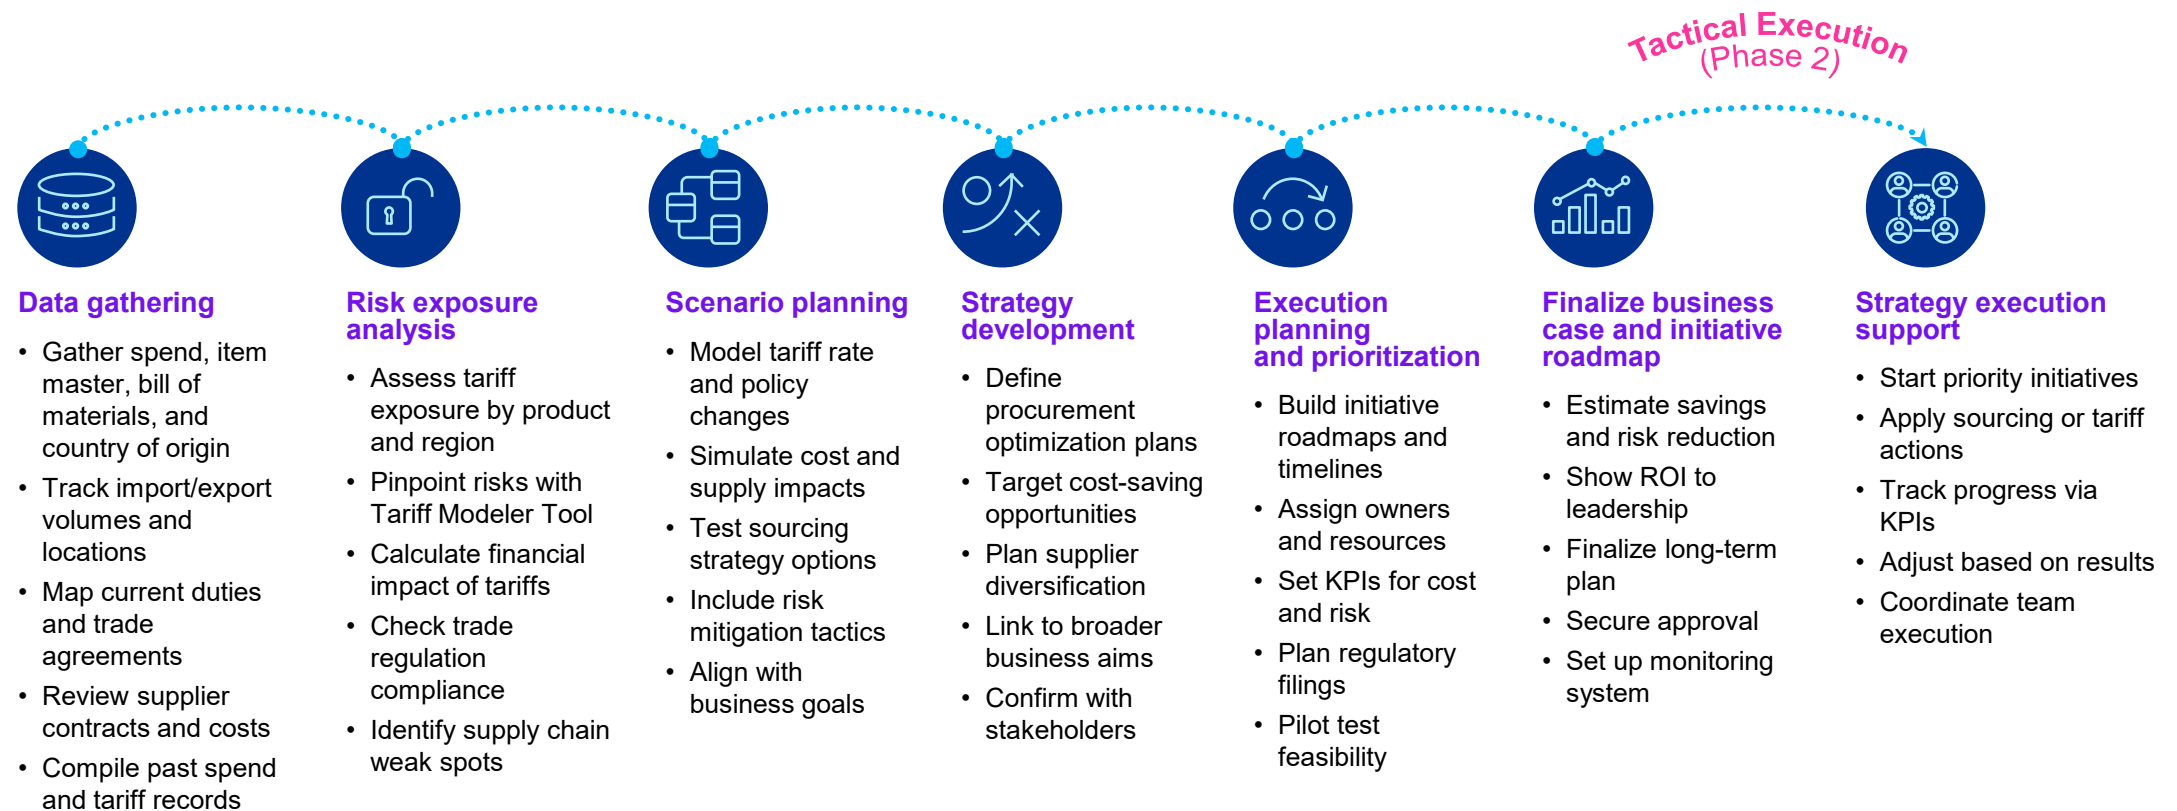 Tactical Execution
(Phase 2)
Data gathering
• Gather spend, item
master, bill of
materials, and
country of origin
• Track import/export
volumes and
locations
• Map current duties
and trade
agreements
• Review supplier
contracts and costs
• Compile past spend
and tariff records
Risk exposure
analysis
• Assess tariff
exposure by product
and region
• Pinpoint risks with
Tariff Modeler Tool
• Calculate financial
impact of tariffs
• Check trade
regulation
compliance
• Identify supply chain
weak spots
Scenario planning
• Model tariff rate
and policy
changes
• Simulate cost and
supply impacts
• Test sourcing
strategy options
• Include risk
mitigation tactics
• Align with
business goals
Strategy
development
• Define
procurement
optimization plans
• Target cost-saving
opportunities
• Plan supplier
diversification
• Link to broader
business aims
• Confirm with
stakeholders
Execution
planning
and prioritization
• Build initiative
roadmaps and
timelines
• Assign owners
and resources
• Set KPIs for cost
and risk
• Plan regulatory
filings
• Pilot test
feasibility
Finalize business
case and initiative
roadmap
• Estimate savings
and risk reduction
• Show ROI to
leadership
• Finalize long-term
plan
• Secure approval
• Set up monitoring
system
Strategy execution
support
• Start priority initiatives
• Apply sourcing or tariff
actions
• Track progress via
KPIs
• Adjust based on results
• Coordinate team
execution